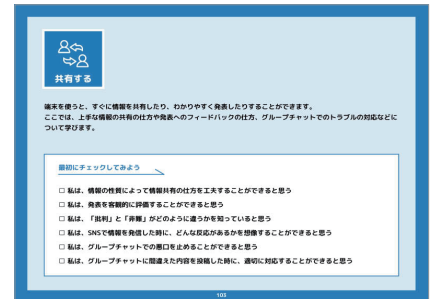 共有する
端末を使うと、すぐに情報を共有したり、わかりやすく発表したりすることができます。
ここでは、上手な情報の共有の仕方や発表へのフィードバックの仕方、グループチャットでのトラブルの対応などに
ついて学びます。
最初にチェックしてみよう
□ 私は、情報の性質によって情報共有の仕方を工夫することができると思う
□ 私は、発表を客観的に評価することができると思う
□ 私は、「批判」と「非難」がどのように違うかを知っていると思う
□ 私は、SNSで情報を発信した時に、どんな反応があるかを想像することができると思う
□ 私は、グループチャットでの悪口を止めることができると思う
□ 私は、グループチャットに間違えた内容を投稿した時に、適切に対応することができると思う
103